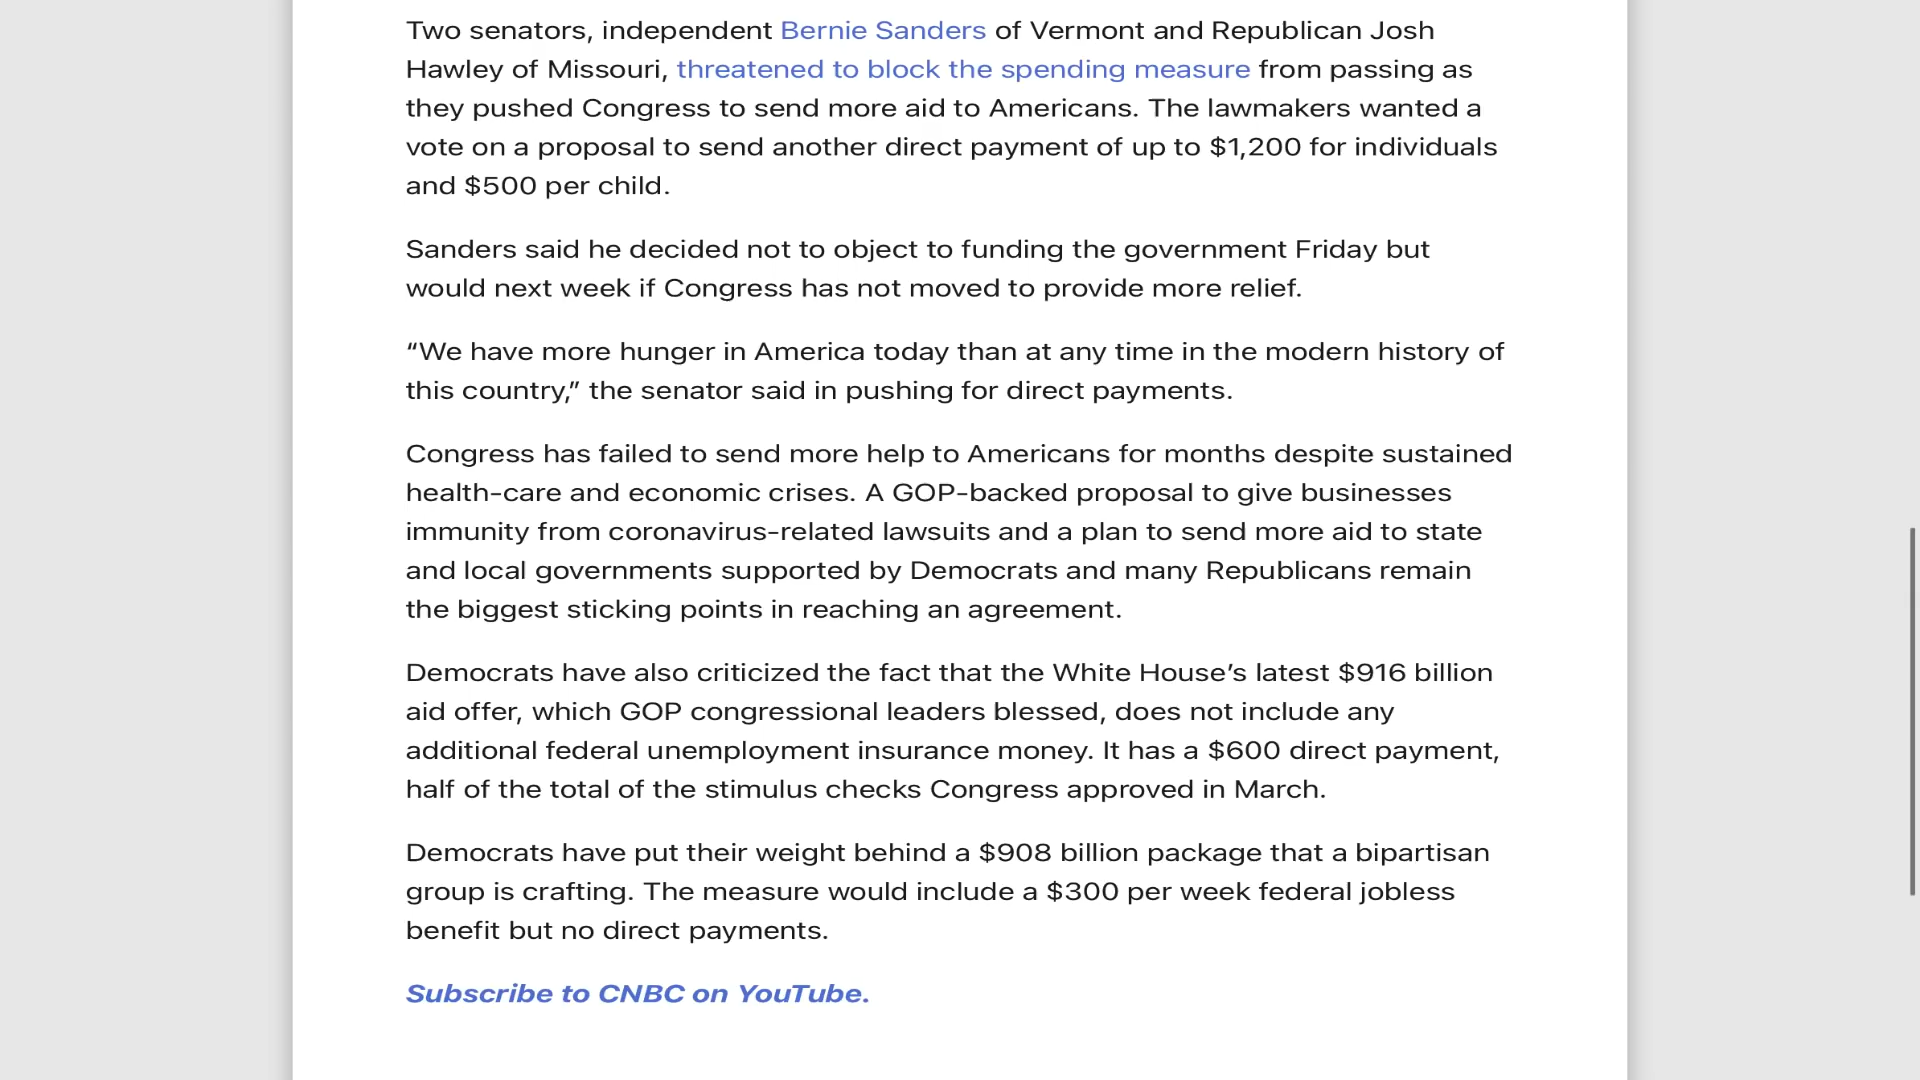 Two senators, independent Bernie Sanders of Vermont and Republican Josh
Hawley of Missouri, threatened to block the spending measure from passing as
they pushed Congress to send more aid to Americans. The lawmakers wanted a
vote on a proposal to send another direct payment of up to $1,200 for individuals
and $500 per child.
Sanders said he decided not to object to funding the government Friday but
would next week if Congress has not moved to provide more relief.
“We have more hunger in America today than at any time in the modern history of
this country,” the senator said in pushing for direct payments.
Congress has failed to send more help to Americans for months despite sustained
health-care and economic crises. A GOP-backed proposal to give businesses
immunity from coronavirus-related lawsuits and a plan to send more aid to state
and local governments supported by Democrats and many Republicans remain
the biggest sticking points in reaching an agreement.
Democrats have also criticized the fact that the White House’s latest $916 billion
aid offer, which GOP congressional leaders blessed, does not include any
additional federal unemployment insurance money. It has a $600 direct payment,
half of the total of the stimulus checks Congress approved in March.
Democrats have put their weight behind a $908 billion package that a bipartisan
group is crafting. The measure would include a $300 per week federal jobless
benefit but no direct payments.
Subscribe to CNBC on YouTube.